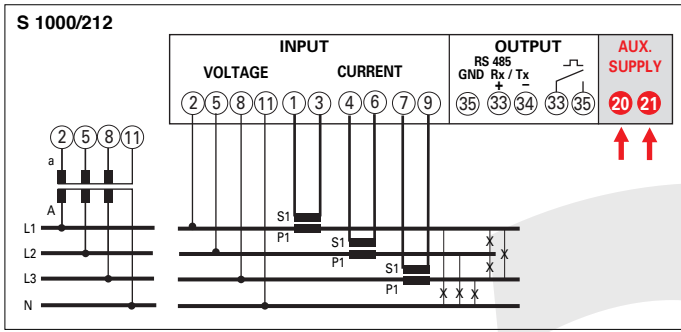 S 1000/212
INPUT
OUTPUT
AUX.
SUPPLY
VOLTAGE
CURRENT
RS 485
GND Rx / Tx
+ −
2 5 8 11 1 3 4 6 7 9 35 33 34 33 35 20 21
2 5 8 11
a
A
S1
P1
S1
P1
S1
P1
L1
L2
L3
N
X
X
X
X X X